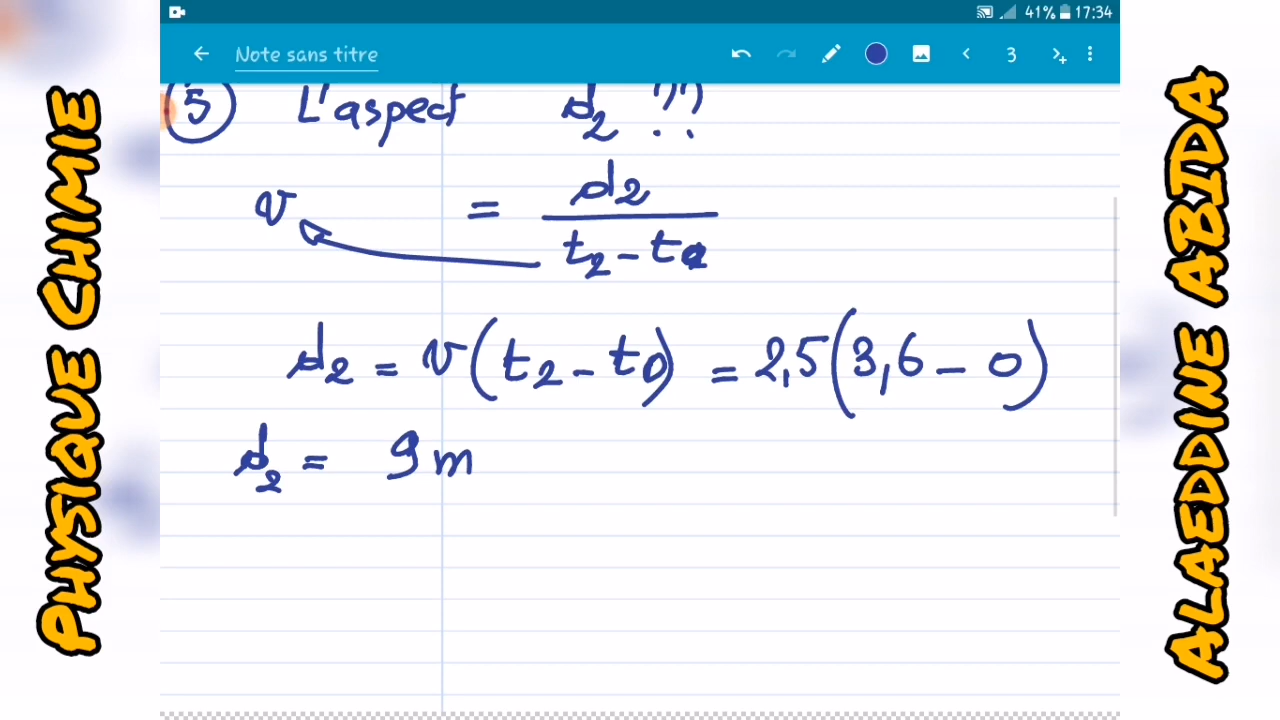 PHYSIQUE CHIMIE
41% 17:34
Note sans titre
3
5 L'aspect d₂ ???
v = d₂ / (t₂ - t₀)
d₂ = v(t₂ - t₀) = 2,5(3,6 - 0)
d₂ = 9m
ALAEDDINE ABIDA